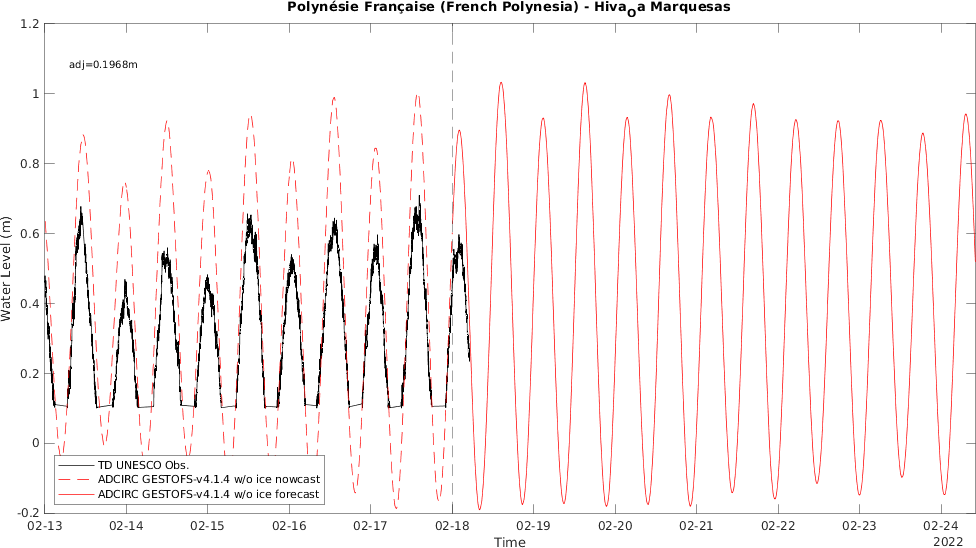 Polynésie Française (French Polynesia) - Hiva_Oa Marquesas
adj=0.1968m
Water Level (m)
1.2
1
0.8
0.6
0.4
0.2
0
-0.2
TD UNESCO Obs.
ADCIRC GESTOFS-v4.1.4 w/o ice nowcast
ADCIRC GESTOFS-v4.1.4 w/o ice forecast
02-13 02-14 02-15 02-16 02-17 02-18 02-19 02-20 02-21 02-22 02-23 02-24
Time
2022